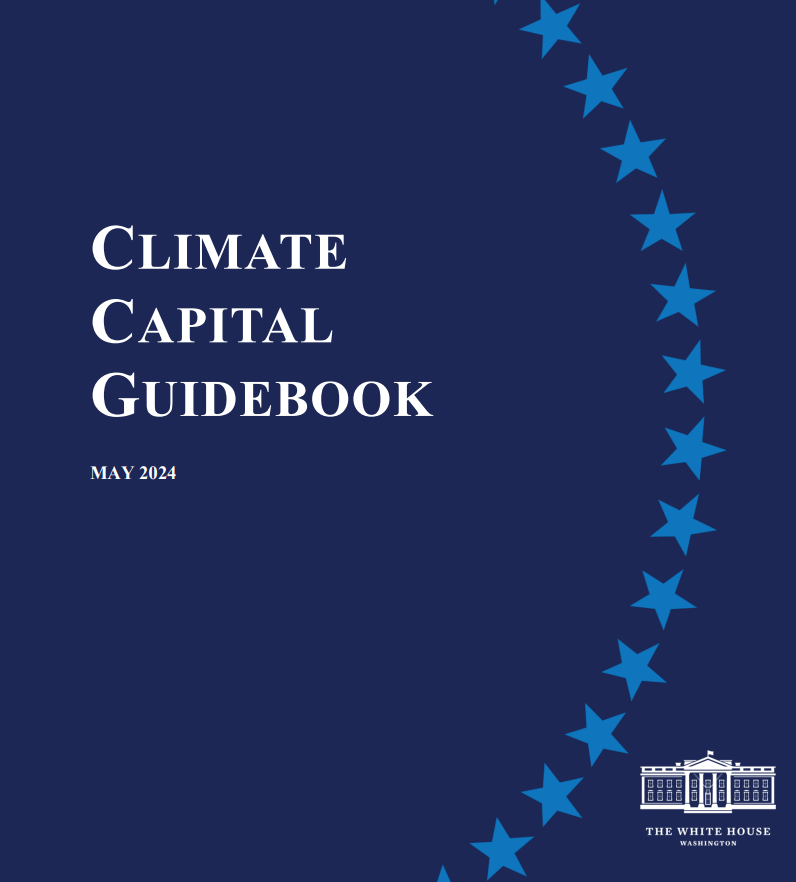 CLIMATE
CAPITAL
GUIDEBOOK
MAY 2024
THE WHITE HOUSE
WASHINGTON